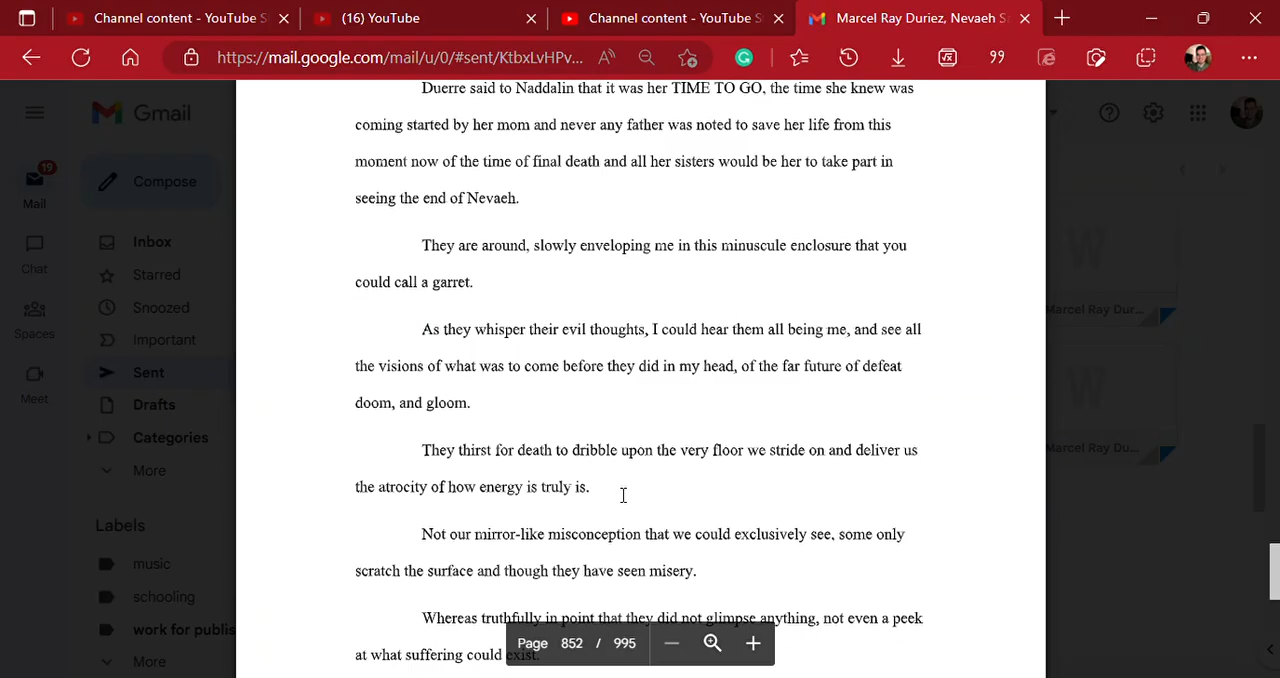 Channel content - YouTube S
(16) YouTube
Channel content - YouTube S
Marcel Ray Duriez, Nevaeh S
https://mail.google.com/mail/u/0/#sent/KtbxLvHPv...
Gmail
19
Mail
Chat
Spaces
Meet
Compose
Inbox
Starred
Snoozed
Important
Sent
Drafts
Categories
More
Labels
music
schooling
work for publis
More
Duerre said to Naddalin that it was her TIME TO GO, the time she knew was
coming started by her mom and never any father was noted to save her life from this
moment now of the time of final death and all her sisters would be her to take part in
seeing the end of Nevaeh.
They are around, slowly enveloping me in this minuscule enclosure that you
could call a garret.
As they whisper their evil thoughts, I could hear them all being me, and see all
the visions of what was to come before they did in my head, of the far future of defeat
doom, and gloom.
They thirst for death to dribble upon the very floor we stride on and deliver us
the atrocity of how energy is truly is.
Not our mirror-like misconception that we could exclusively see, some only
scratch the surface and though they have seen misery.
Whereas truthfully in point that they did not glimpse anything, not even a peek
at what suffering could exist.
Page 852 / 995
W
Marcel Ray Dur...
W
Marcel Ray Du...